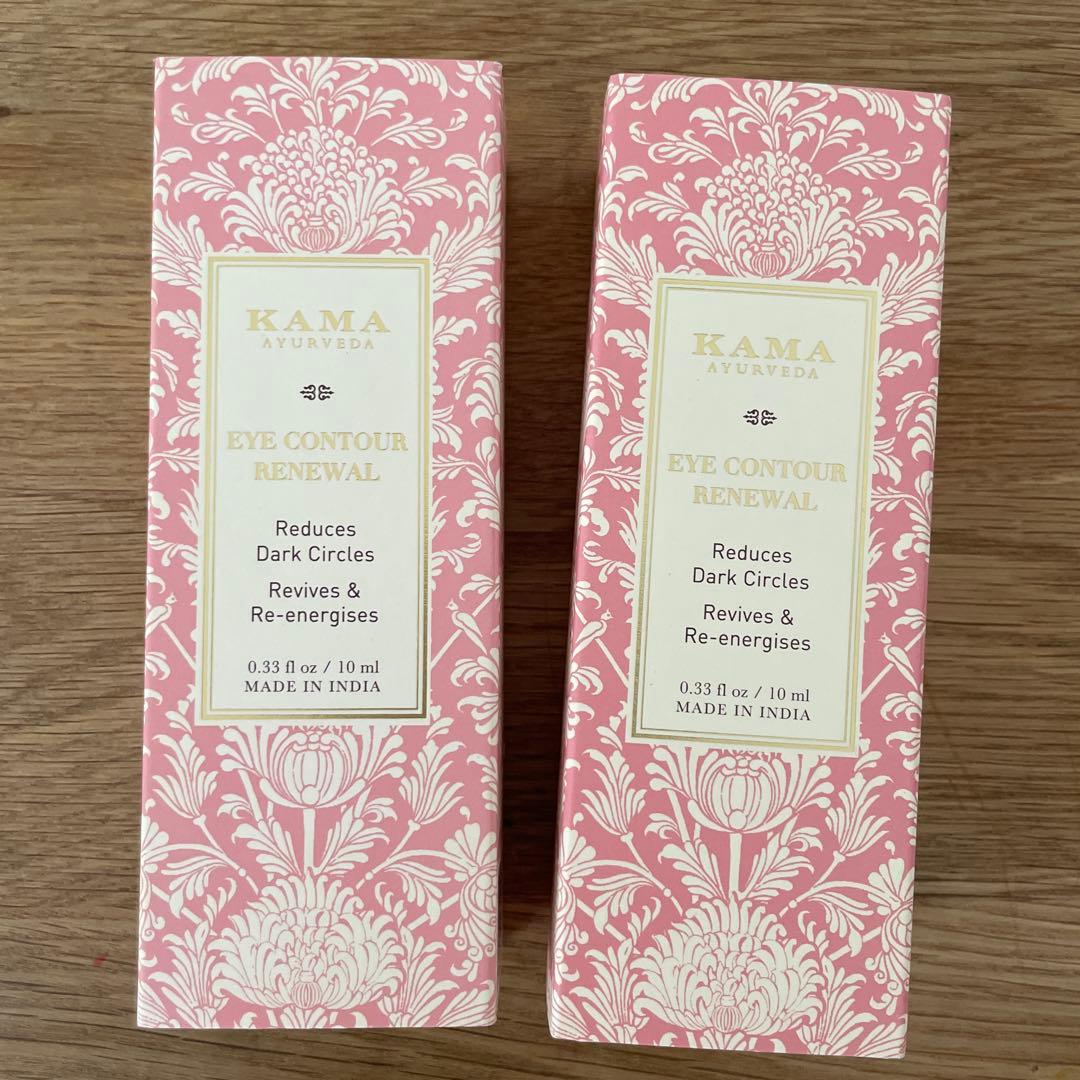 KAMA
AYURVEDA
EYE CONTOUR
RENEWAL
Reduces
Dark Circles
Revives &
Re-energises
0.33 fl oz / 10 ml
MADE IN INDIA
KAMA
AYURVEDA
EYE CONTOUR
RENEWAL
Reduces
Dark Circles
Revives &
Re-energises
0.33 fl oz / 10 ml
MADE IN INDIA